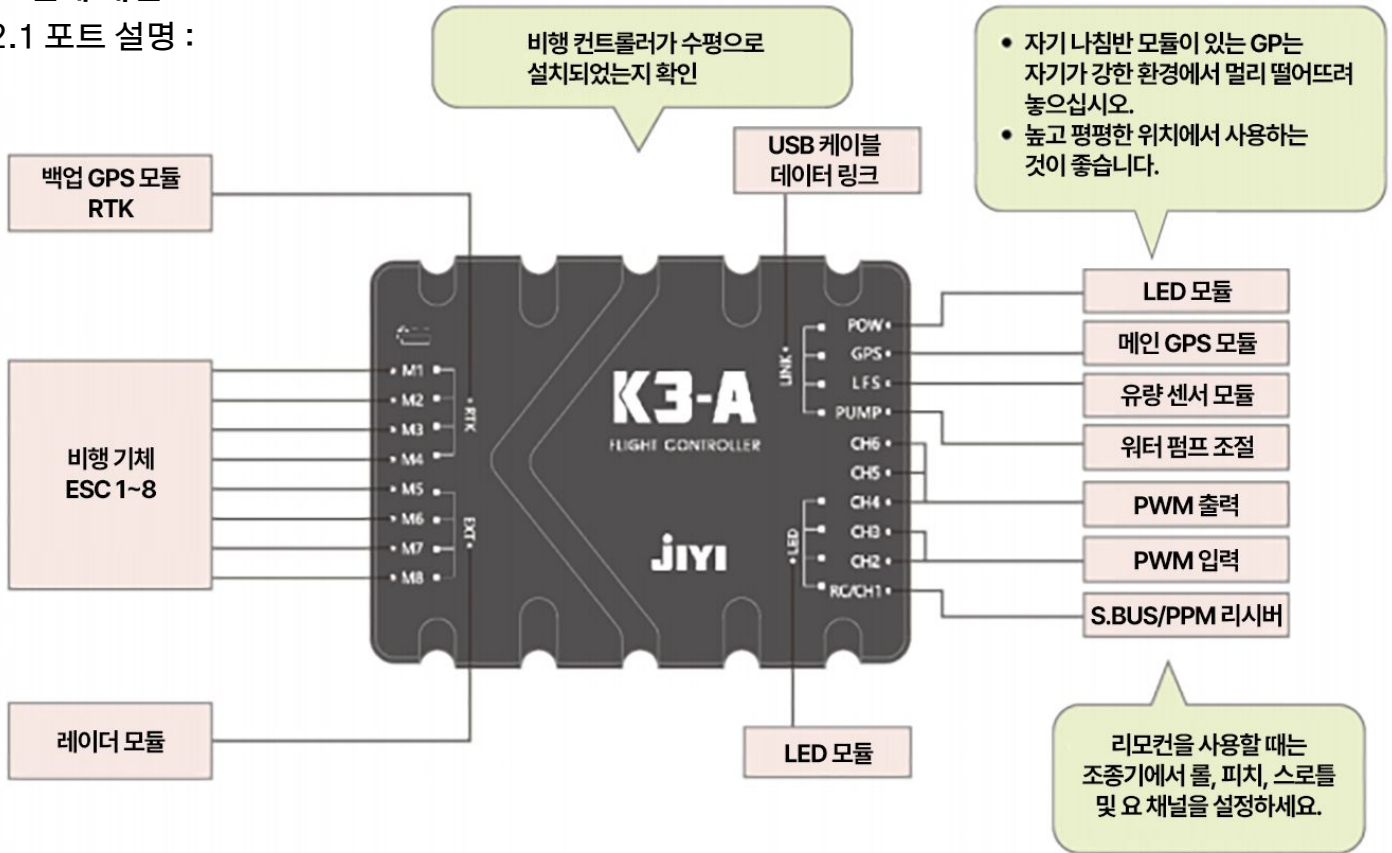 2.1 포트 설명 :
비행 컨트롤러가 수평으로
설치되었는지 확인
• 자기 나침반 모듈이 있는 GP는
자기가 강한 환경에서 멀리 떨어뜨려
놓으십시오.
• 높고 평평한 위치에서 사용하는
것이 좋습니다.
USB 케이블
데이터 링크
백업 GPS 모듈
RTK
비행 기체
ESC 1~8
레이더 모듈
M1
M2
M3
M4
M5
M6
M7
M8
RTK
EXT
K3-A
FLIGHT CONTROLLER
JIYI
LINK
LED
POW
GPS
LFS
PUMP
CH6
CH5
CH4
CH3
CH2
RC/CH1
LED 모듈
메인 GPS 모듈
유량 센서 모듈
워터 펌프 조절
PWM 출력
PWM 입력
S.BUS/PPM 리시버
LED 모듈
리모컨을 사용할 때는
조종기에서 롤, 피치, 스로틀
및 요 채널을 설정하세요.